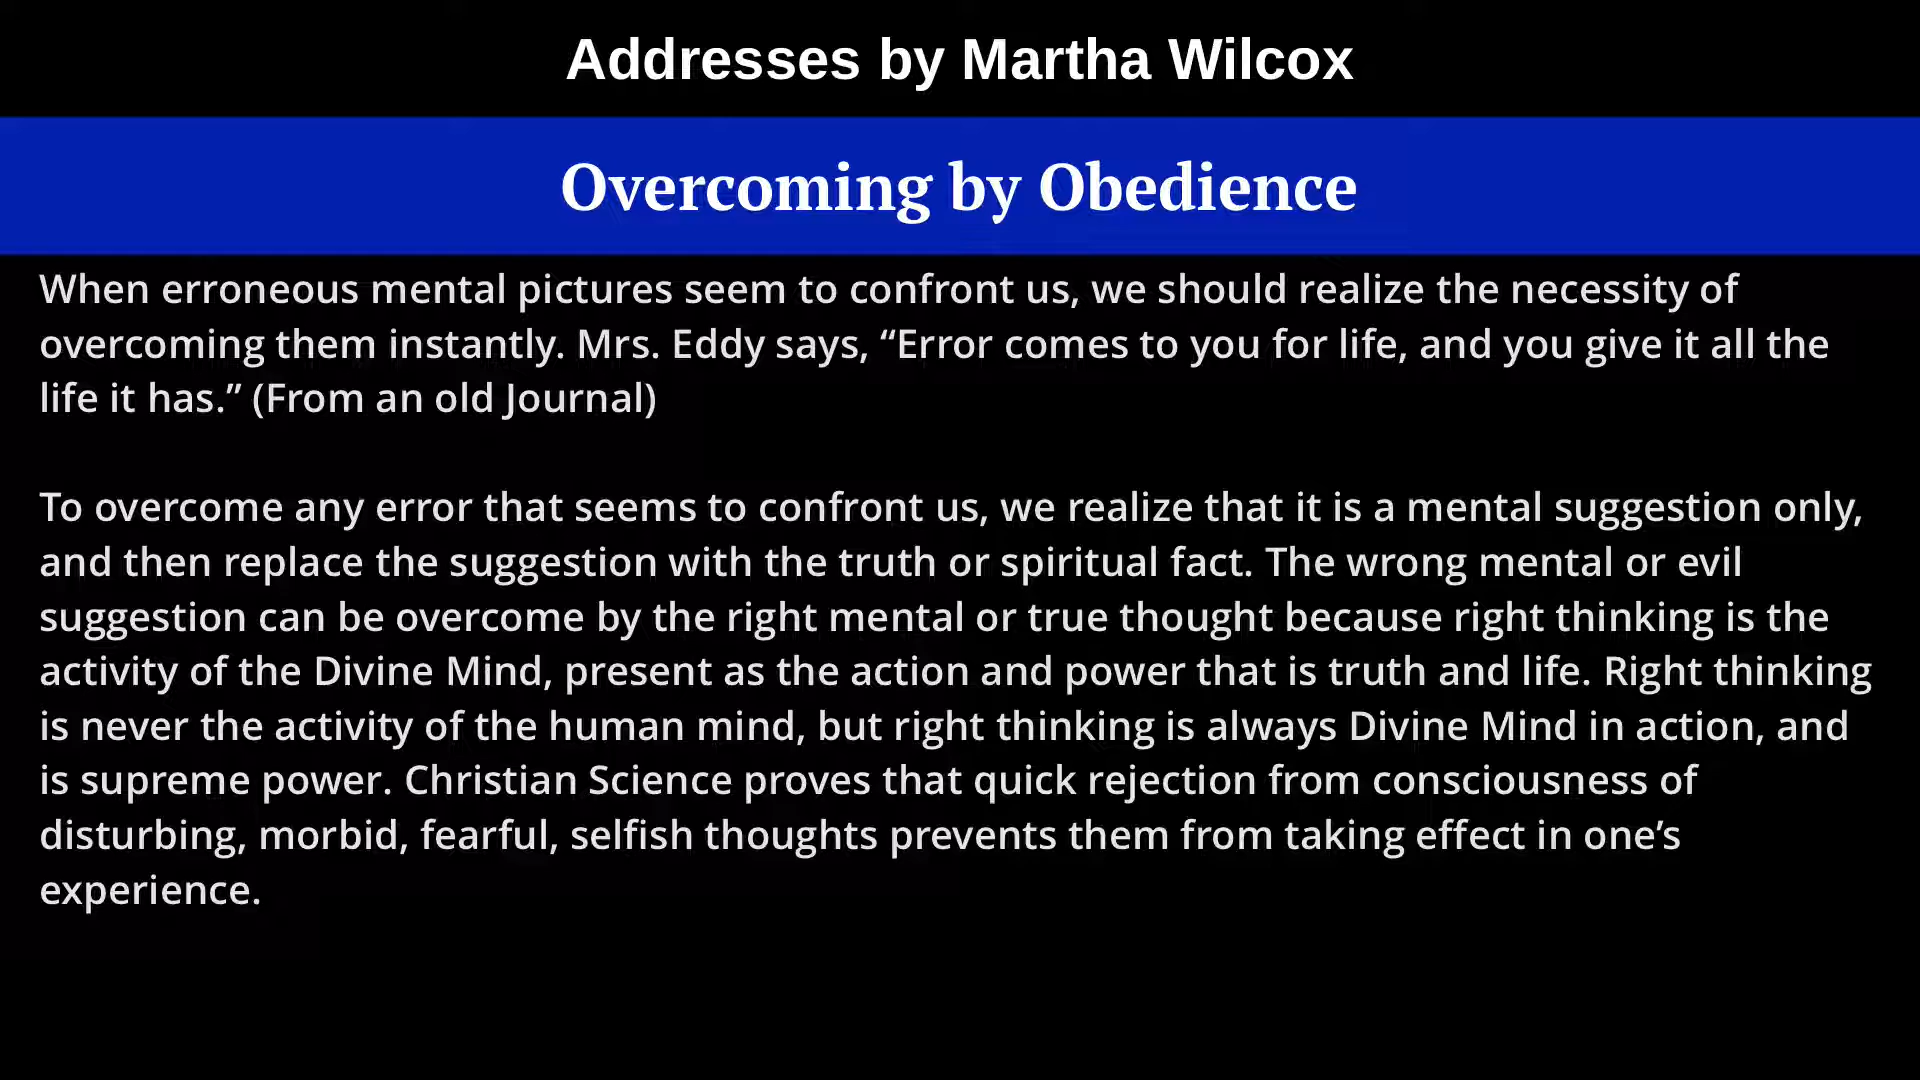 Addresses by Martha Wilcox
Overcoming by Obedience
When erroneous mental pictures seem to confront us, we should realize the necessity of
overcoming them instantly. Mrs. Eddy says, “Error comes to you for life, and you give it all the
life it has.” (From an old Journal)
To overcome any error that seems to confront us, we realize that it is a mental suggestion only,
and then replace the suggestion with the truth or spiritual fact. The wrong mental or evil
suggestion can be overcome by the right mental or true thought because right thinking is the
activity of the Divine Mind, present as the action and power that is truth and life. Right thinking
is never the activity of the human mind, but right thinking is always Divine Mind in action, and
is supreme power. Christian Science proves that quick rejection from consciousness of
disturbing, morbid, fearful, selfish thoughts prevents them from taking effect in one’s
experience.